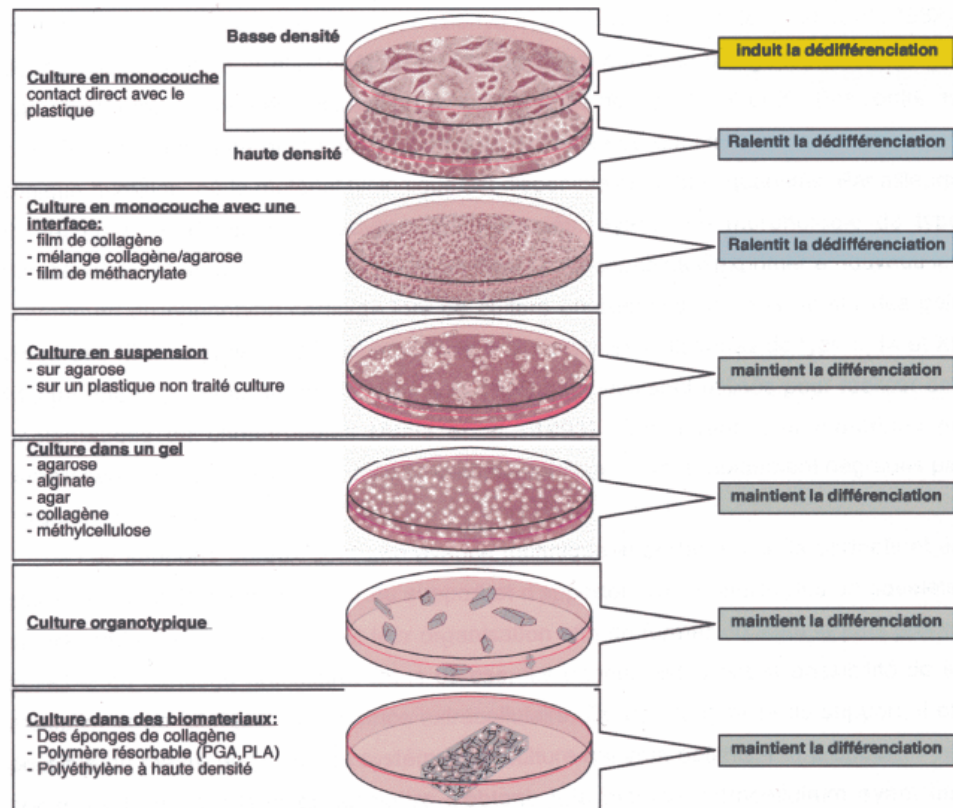 Basse densité
induit la dédifférenciation
Culture en monocouche
contact direct avec le
plastique
haute densité
Ralentit la dédifférenciation
Culture en monocouche avec une
interface:
- film de collagène
- mélange collagène/agarose
- film de méthacrylate
Ralentit la dédifférenciation
Culture en suspension
- sur agarose
- sur un plastique non traité culture
maintient la différenciation
Culture dans un gel
- agarose
- alginate
- agar
- collagène
- méthylcellulose
maintient la différenciation
Culture organotypique
maintient la différenciation
Culture dans des biomateriaux:
- Des éponges de collagène
- Polymère résorbable (PGA,PLA)
- Polyéthylène à haute densité
maintient la différenciation